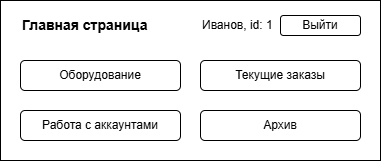 Главная страница Иванов, id: 1 Выйти
Оборудование Текущие заказы
Работа с аккаунтами Архив